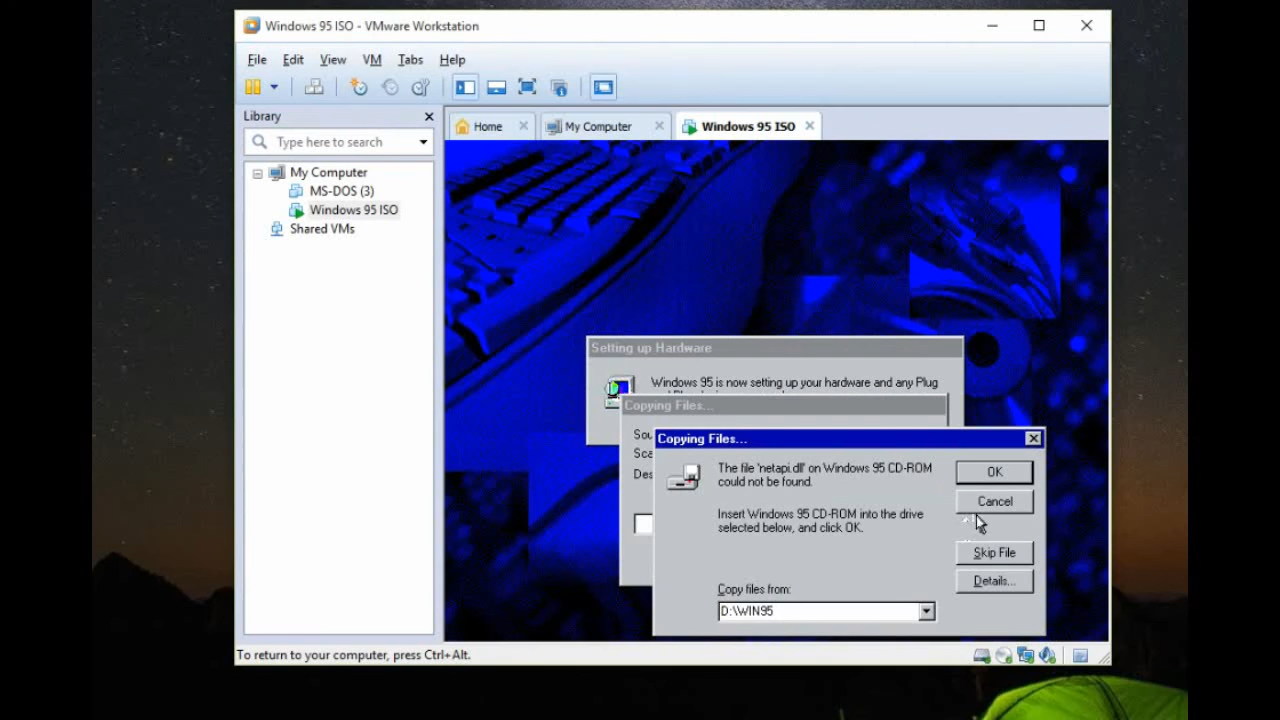 Windows 95 ISO - VMware Workstation
File Edit View VM Tabs Help
Library
Type here to search
My Computer
MS-DOS (3)
Windows 95 ISO
Shared VMs
Home
My Computer
Windows 95 ISO
Setting up Hardware
Windows 95 is now setting up your hardware and any Plug
Copying Files...
Copying Files...
The file 'netapi.dll' on Windows 95 CD-ROM
could not be found.
Insert Windows 95 CD-ROM into the drive
selected below, and click OK.
Copy files from:
D:\WIN95
OK
Cancel
Skip File
Details...
To return to your computer, press Ctrl+Alt.